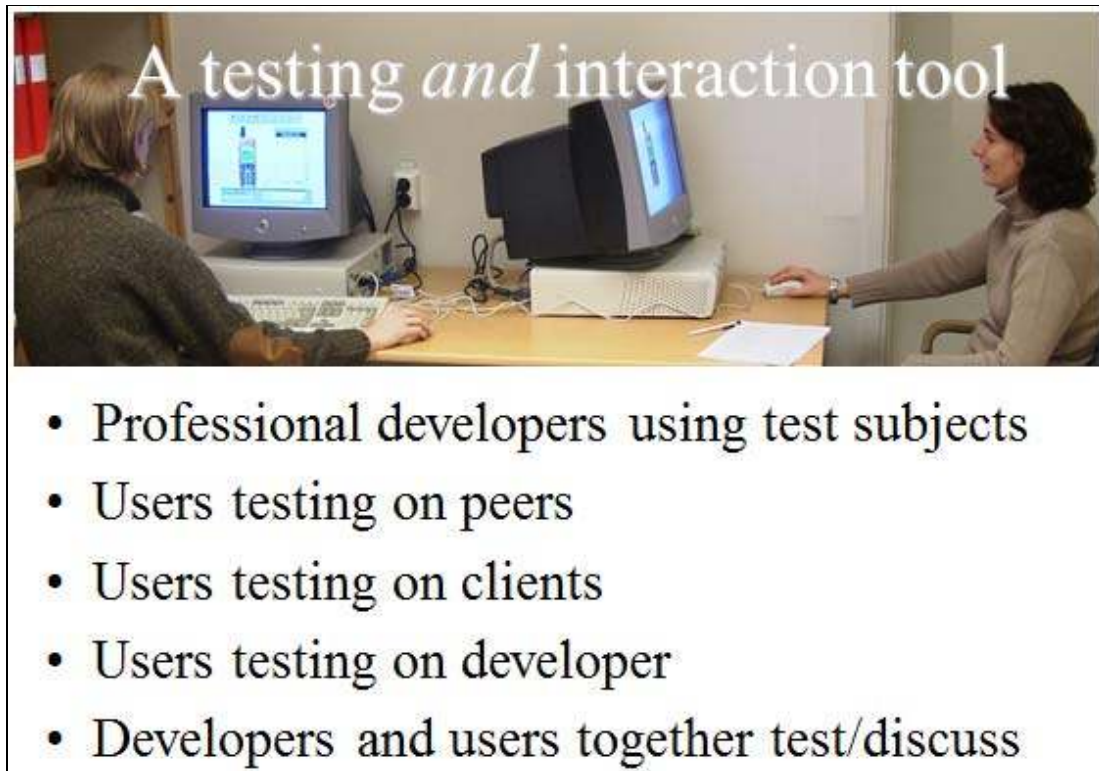 A testing and interaction tool
• Professional developers using test subjects
• Users testing on peers
• Users testing on clients
• Users testing on developer
• Developers and users together test/discuss